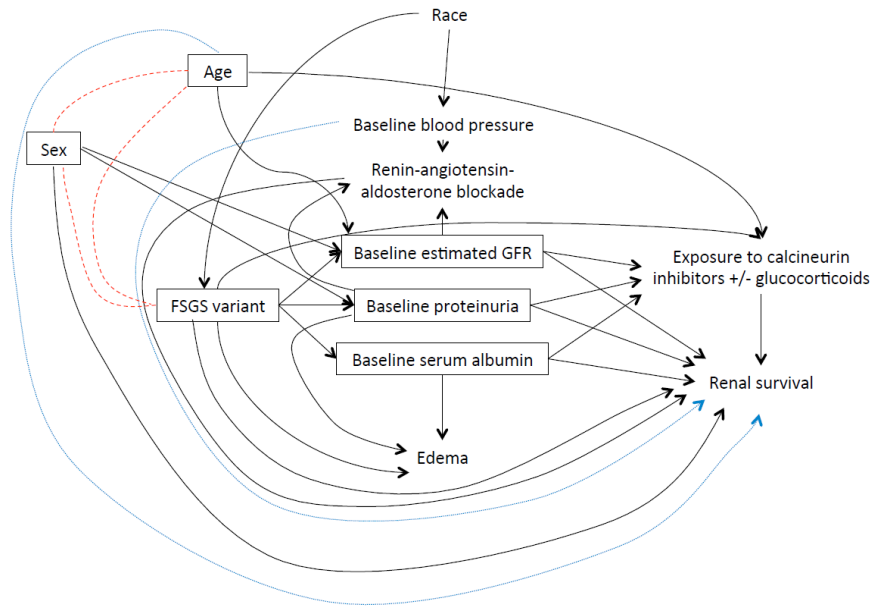 Race
Age
Baseline blood pressure
Sex
Renin-angiotensin-
aldosterone blockade
Baseline estimated GFR
Exposure to calcineurin
inhibitors +/- glucocorticoids
FSGS variant
Baseline proteinuria
Baseline serum albumin
Renal survival
Edema